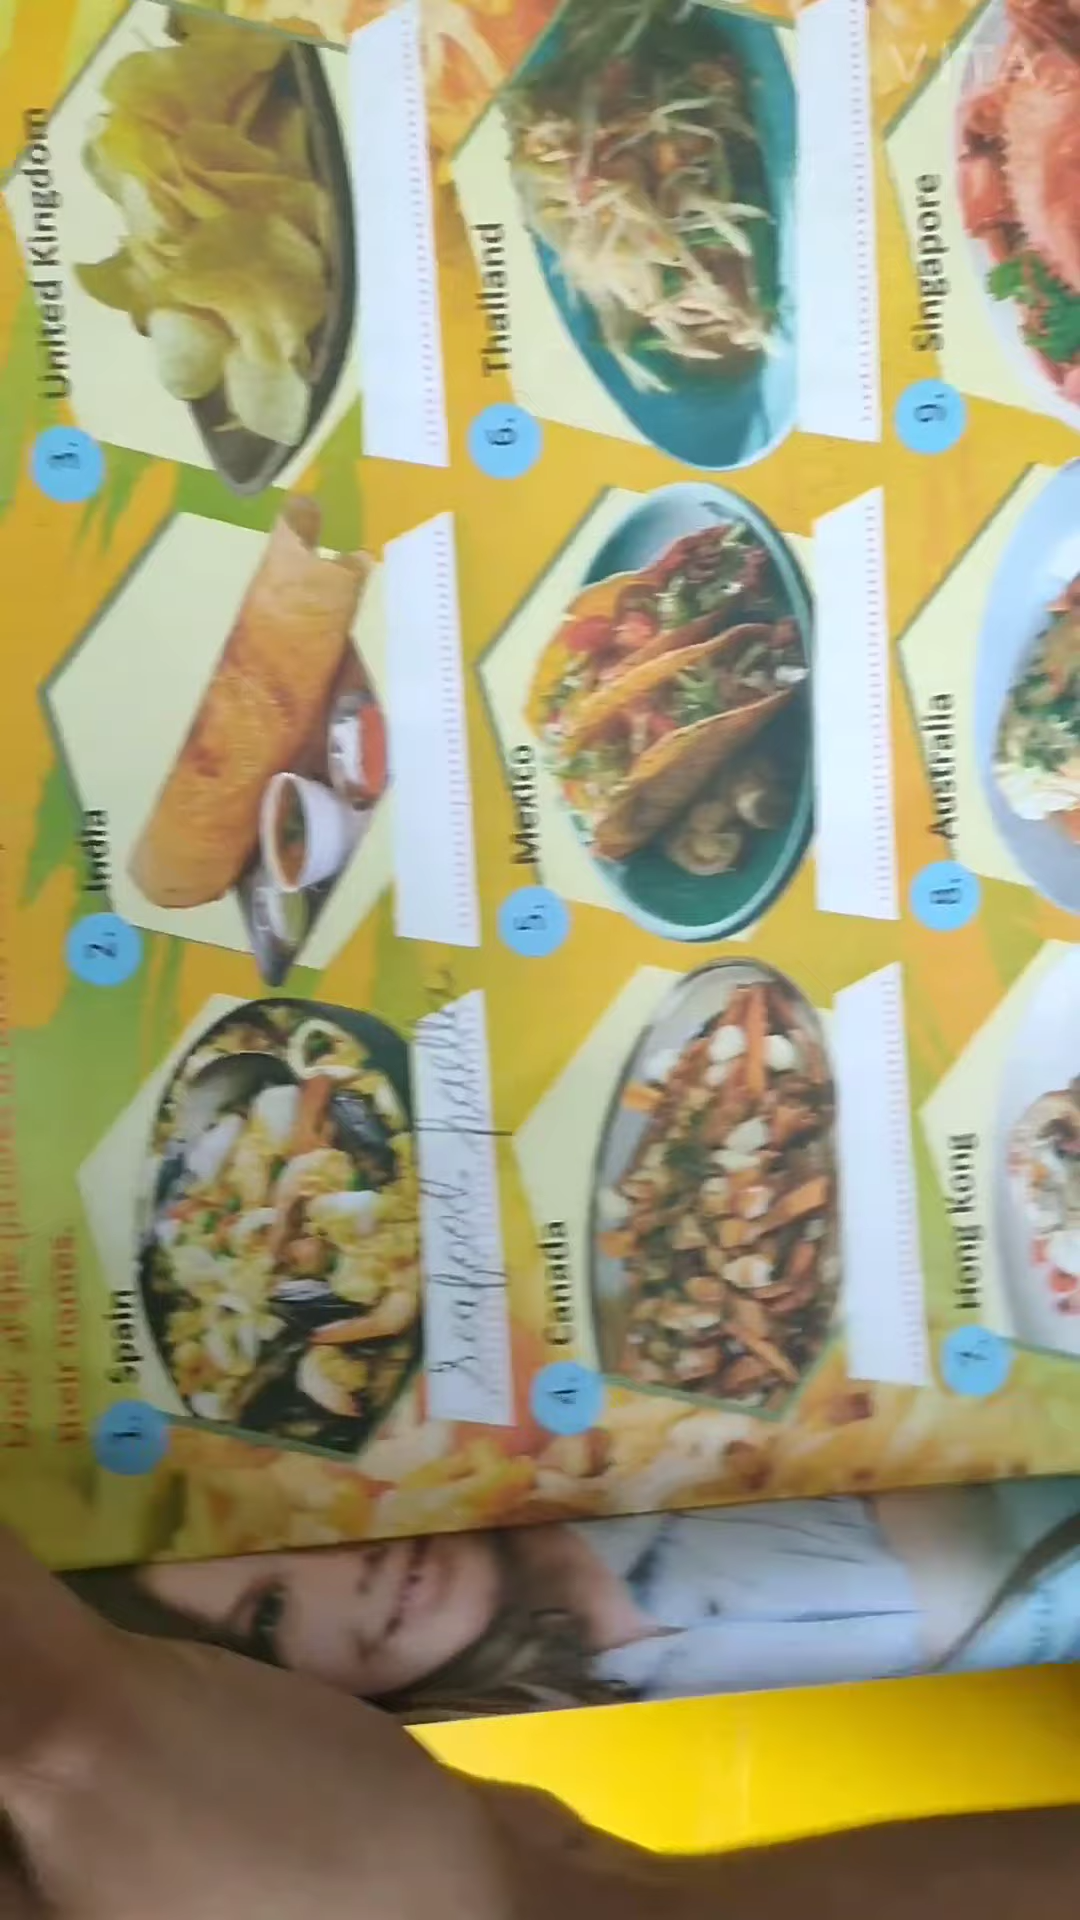 their names.
1.
Spain
2.
India
3.
United Kingdom
Seafood paella
4.
Canada
5.
Mexico
6.
Thailand
7.
Hong Kong
8.
Australia
9.
Singapore
VITA